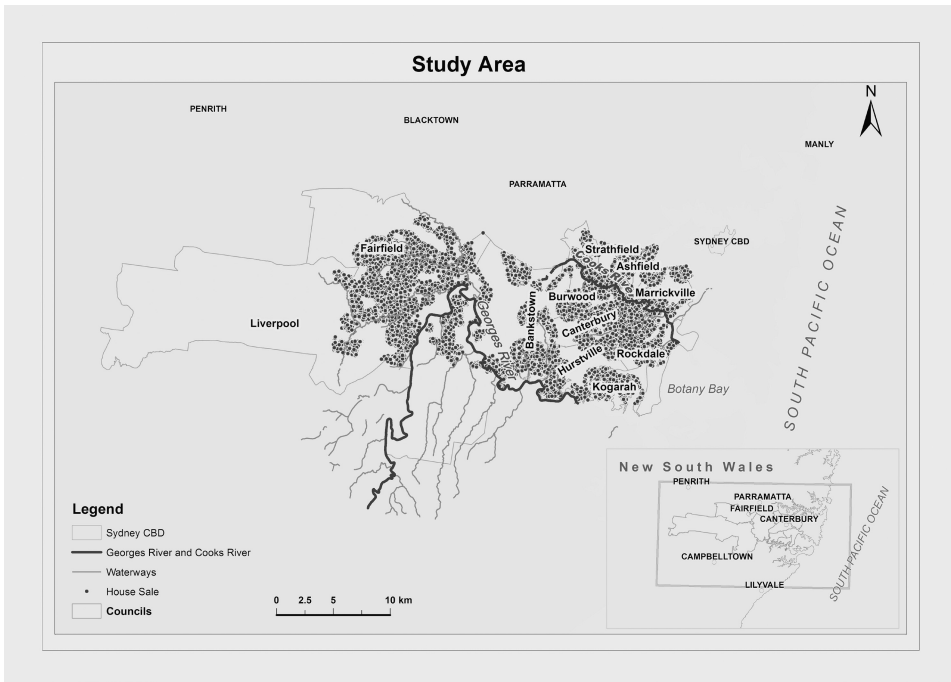 Study Area
N
PENRITH
BLACKTOWN
MANLY
PARRAMATTA
SYDNEY CBD
Fairfield
Strathfield
Cooks
Ashfield
Burwood
Marrickville
Liverpool
Georges River
Bankstown
Canterbury
Hurstville
Rockdale
Kogarah
Botany Bay
SOUTH PACIFIC OCEAN
New South Wales
PENRITH
PARRAMATTA
FAIRFIELD
CANTERBURY
CAMPBELLTOWN
LILYVALE
SOUTH PACIFIC OCEAN
Legend
Sydney CBD
Georges River and Cooks River
Waterways
House Sale
Councils
0 2.5 5 10 km